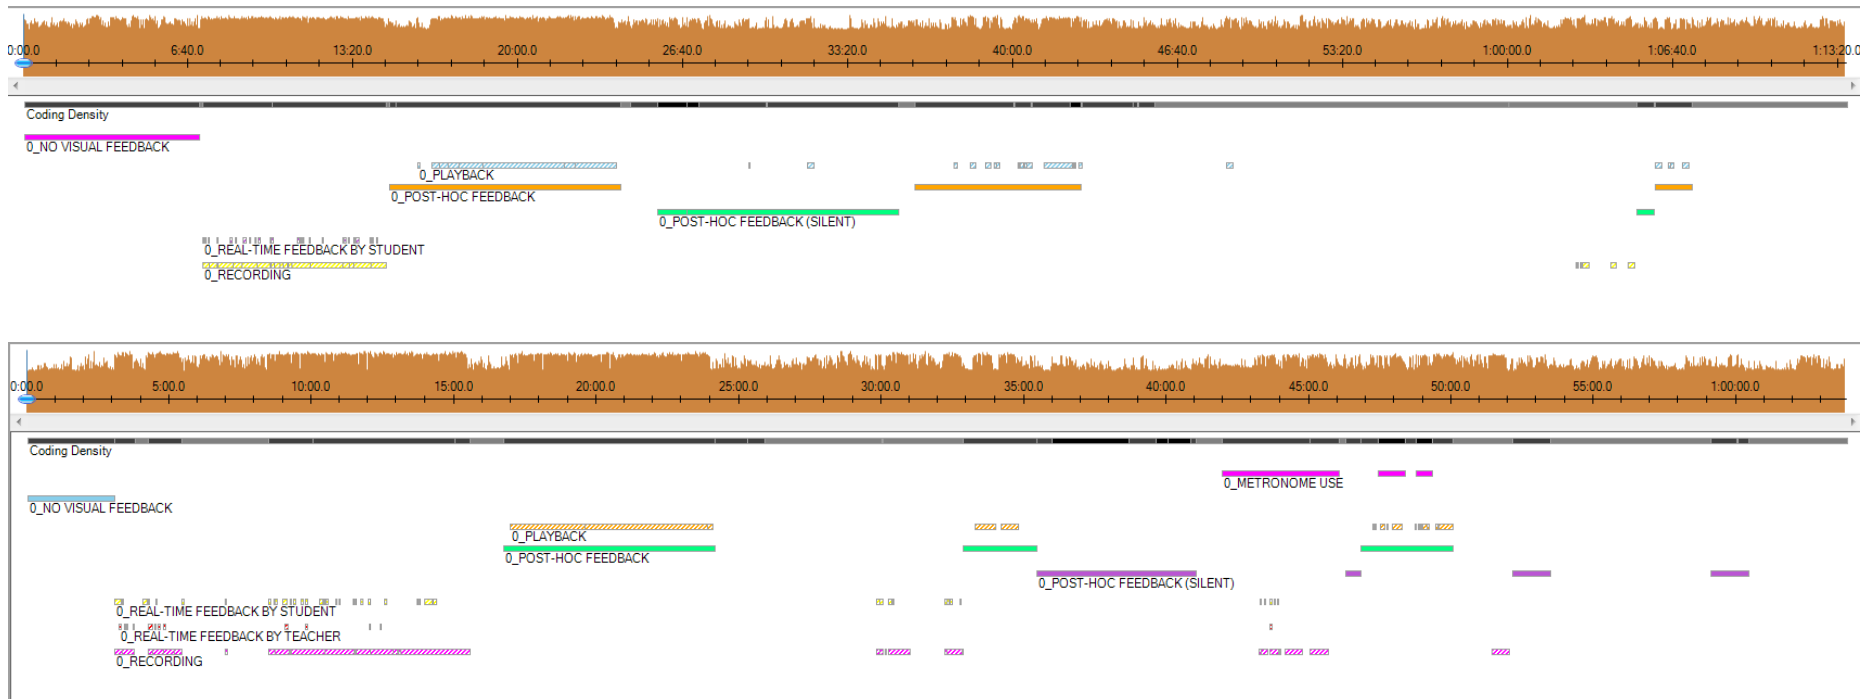 0:00.0 6:40.0 13:20.0 20:00.0 26:40.0 33:20.0 40:00.0 46:40.0 53:20.0 1:00:00.0 1:06:40.0 1:13:20.0
Coding Density
0_NO VISUAL FEEDBACK
0_PLAYBACK
0_POST-HOC FEEDBACK
0_POST-HOC FEEDBACK (SILENT)
0_REAL-TIME FEEDBACK BY STUDENT
0_RECORDING
0:00.0 5:00.0 10:00.0 15:00.0 20:00.0 25:00.0 30:00.0 35:00.0 40:00.0 45:00.0 50:00.0 55:00.0 1:00:00.0
Coding Density
0_METRONOME USE
0_NO VISUAL FEEDBACK
0_PLAYBACK
0_POST-HOC FEEDBACK
0_POST-HOC FEEDBACK (SILENT)
0_REAL-TIME FEEDBACK BY STUDENT
0_REAL-TIME FEEDBACK BY TEACHER
0_RECORDING